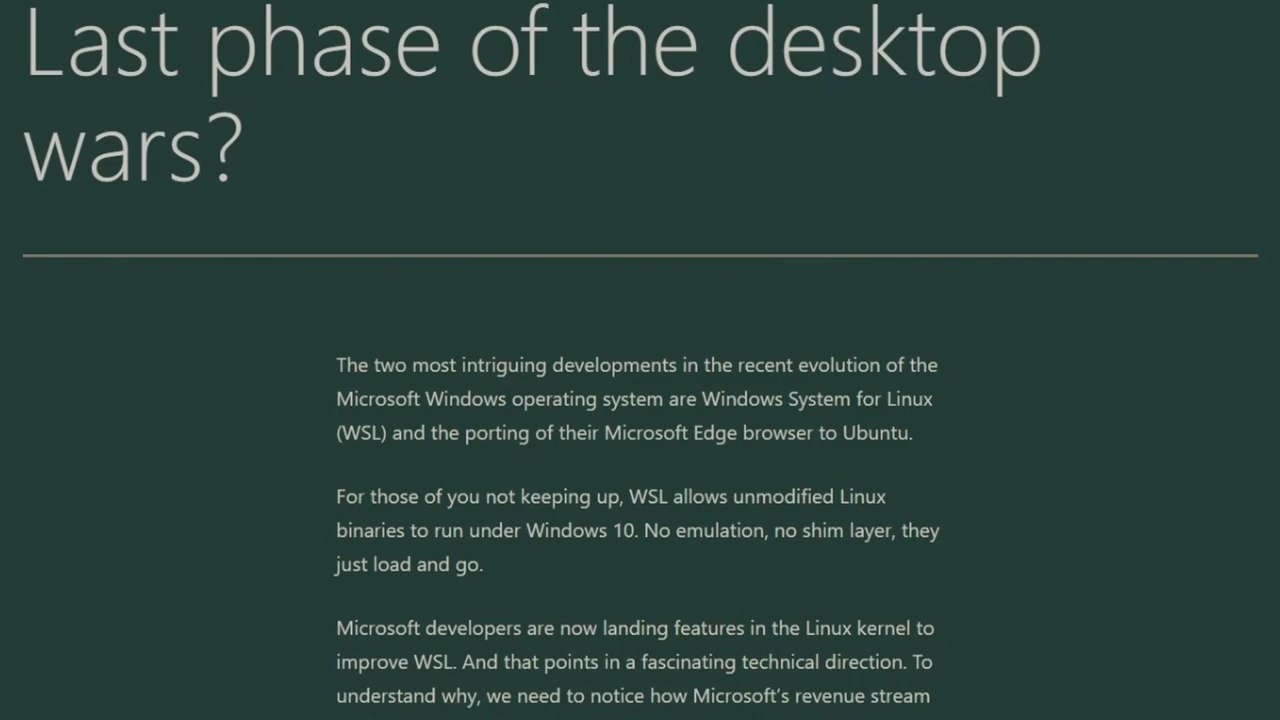 Last phase of the desktop
wars?
The two most intriguing developments in the recent evolution of the
Microsoft Windows operating system are Windows System for Linux
(WSL) and the porting of their Microsoft Edge browser to Ubuntu.
For those of you not keeping up, WSL allows unmodified Linux
binaries to run under Windows 10. No emulation, no shim layer, they
just load and go.
Microsoft developers are now landing features in the Linux kernel to
improve WSL. And that points in a fascinating technical direction. To
understand why, we need to notice how Microsoft’s revenue stream